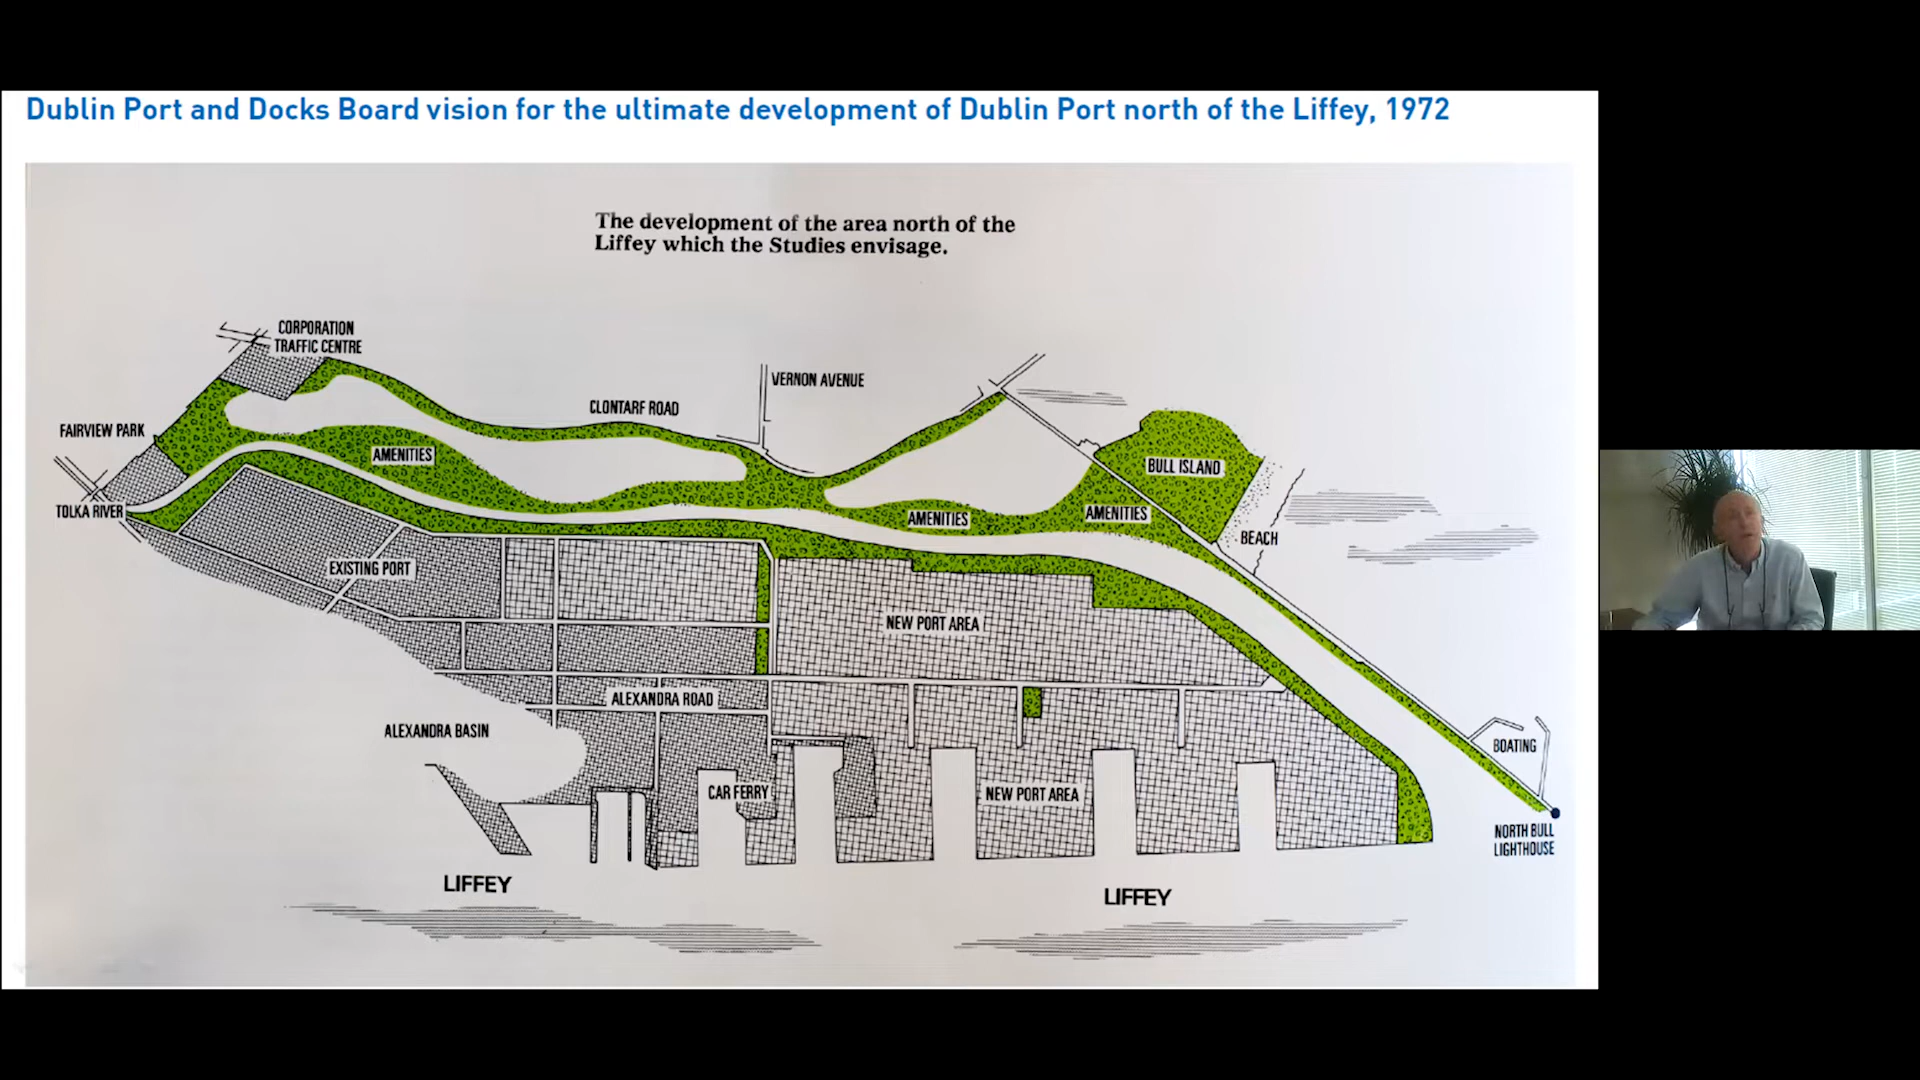 Dublin Port and Docks Board vision for the ultimate development of Dublin Port north of the Liffey, 1972
The development of the area north of the
Liffey which the Studies envisage.
CORPORATION
TRAFFIC CENTRE
VERNON AVENUE
CLONTARF ROAD
FAIRVIEW PARK
AMENITIES
BULL ISLAND
TOLKA RIVER
AMENITIES
AMENITIES
BEACH
EXISTING PORT
NEW PORT AREA
ALEXANDRA ROAD
ALEXANDRA BASIN
BOATING
CAR FERRY
NEW PORT AREA
NORTH BULL
LIGHTHOUSE
LIFFEY
LIFFEY